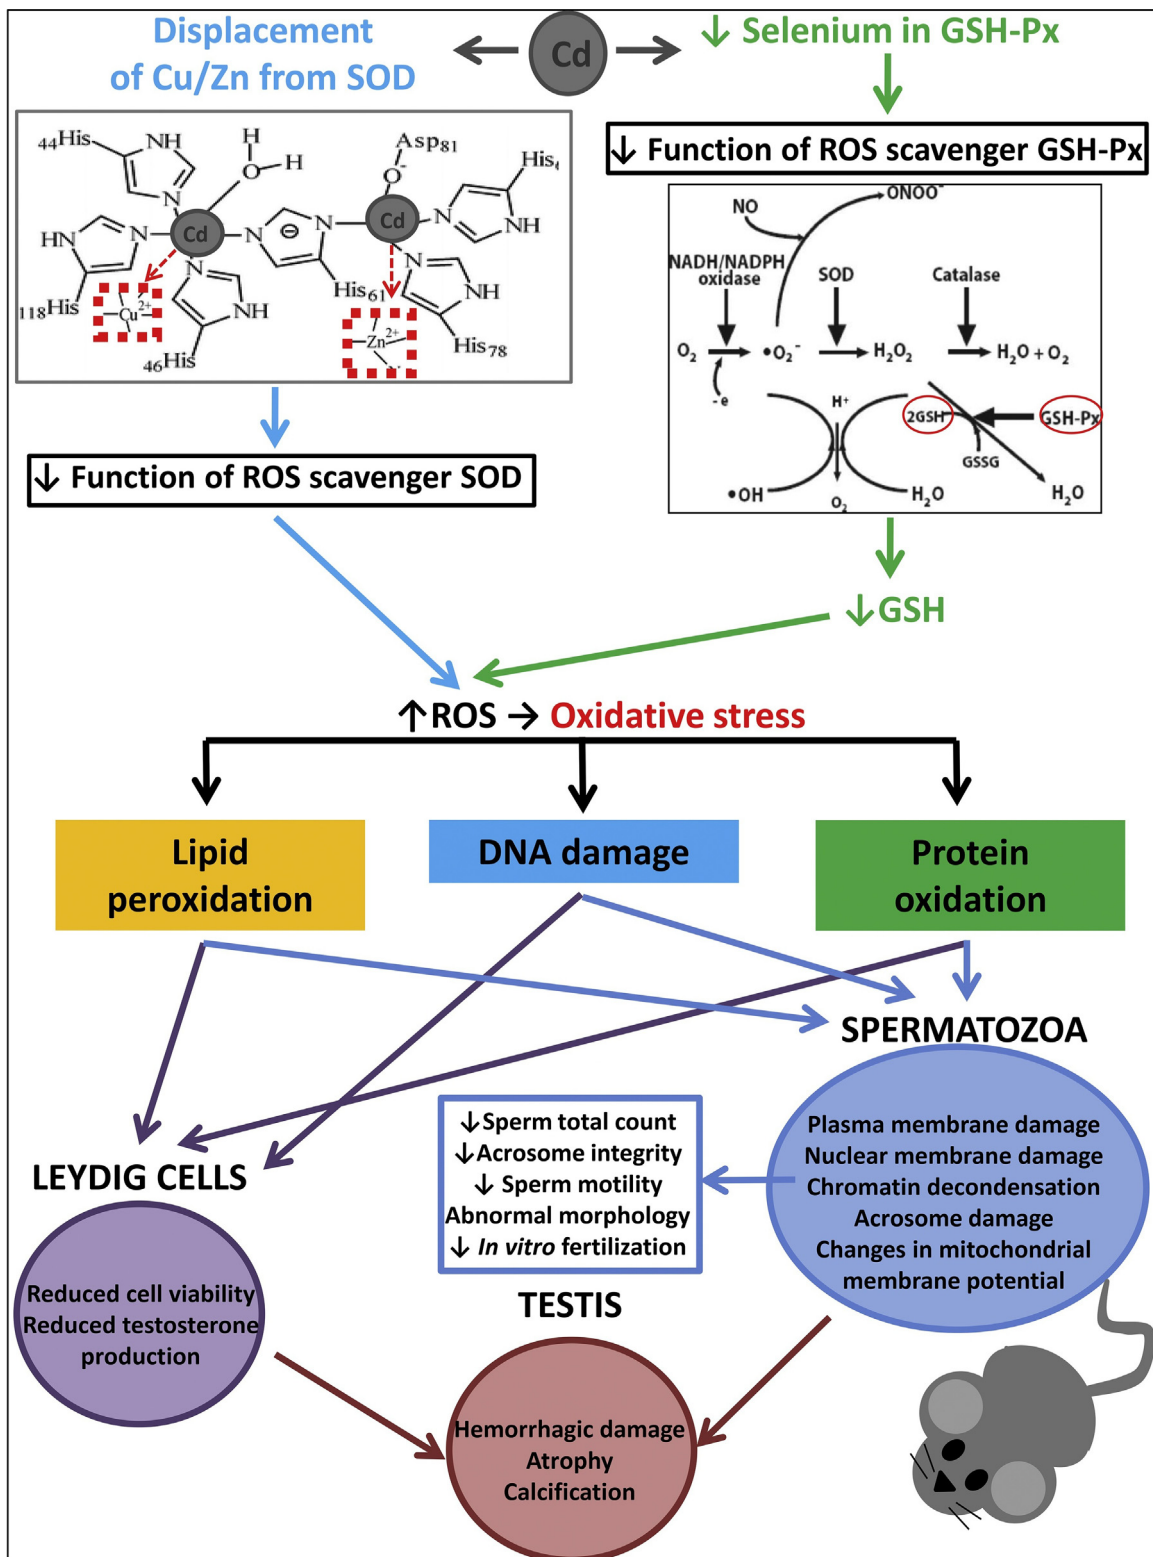 Displacement
of Cu/Zn from SOD
Cd
↓ Selenium in GSH-Px
44His
NH
H
O
H
Asp81
O-
His
N
N
HN
N
Cd
N
N
Cd
N
NH
⊖
118His
N
NH
His61
N
NH
Cu2+
46His
Zn2+
His78
↓ Function of ROS scavenger SOD
↓ Function of ROS scavenger GSH-Px
NO
ONOO-
NADH/NADPH
oxidase
SOD
Catalase
O2
•O2-
H2O2
H2O + O2
- e
H+
2GSH
GSH-Px
GSSG
•OH
O2
H2O
H2O
↓GSH
↑ROS → Oxidative stress
Lipid
peroxidation
DNA damage
Protein
oxidation
SPERMATOZOA
Plasma membrane damage
Nuclear membrane damage
Chromatin decondensation
Acrosome damage
Changes in mitochondrial
membrane potential
↓Sperm total count
↓Acrosome integrity
↓ Sperm motility
Abnormal morphology
↓ In vitro fertilization
LEYDIG CELLS
Reduced cell viability
Reduced testosterone
production
TESTIS
Hemorrhagic damage
Atrophy
Calcification